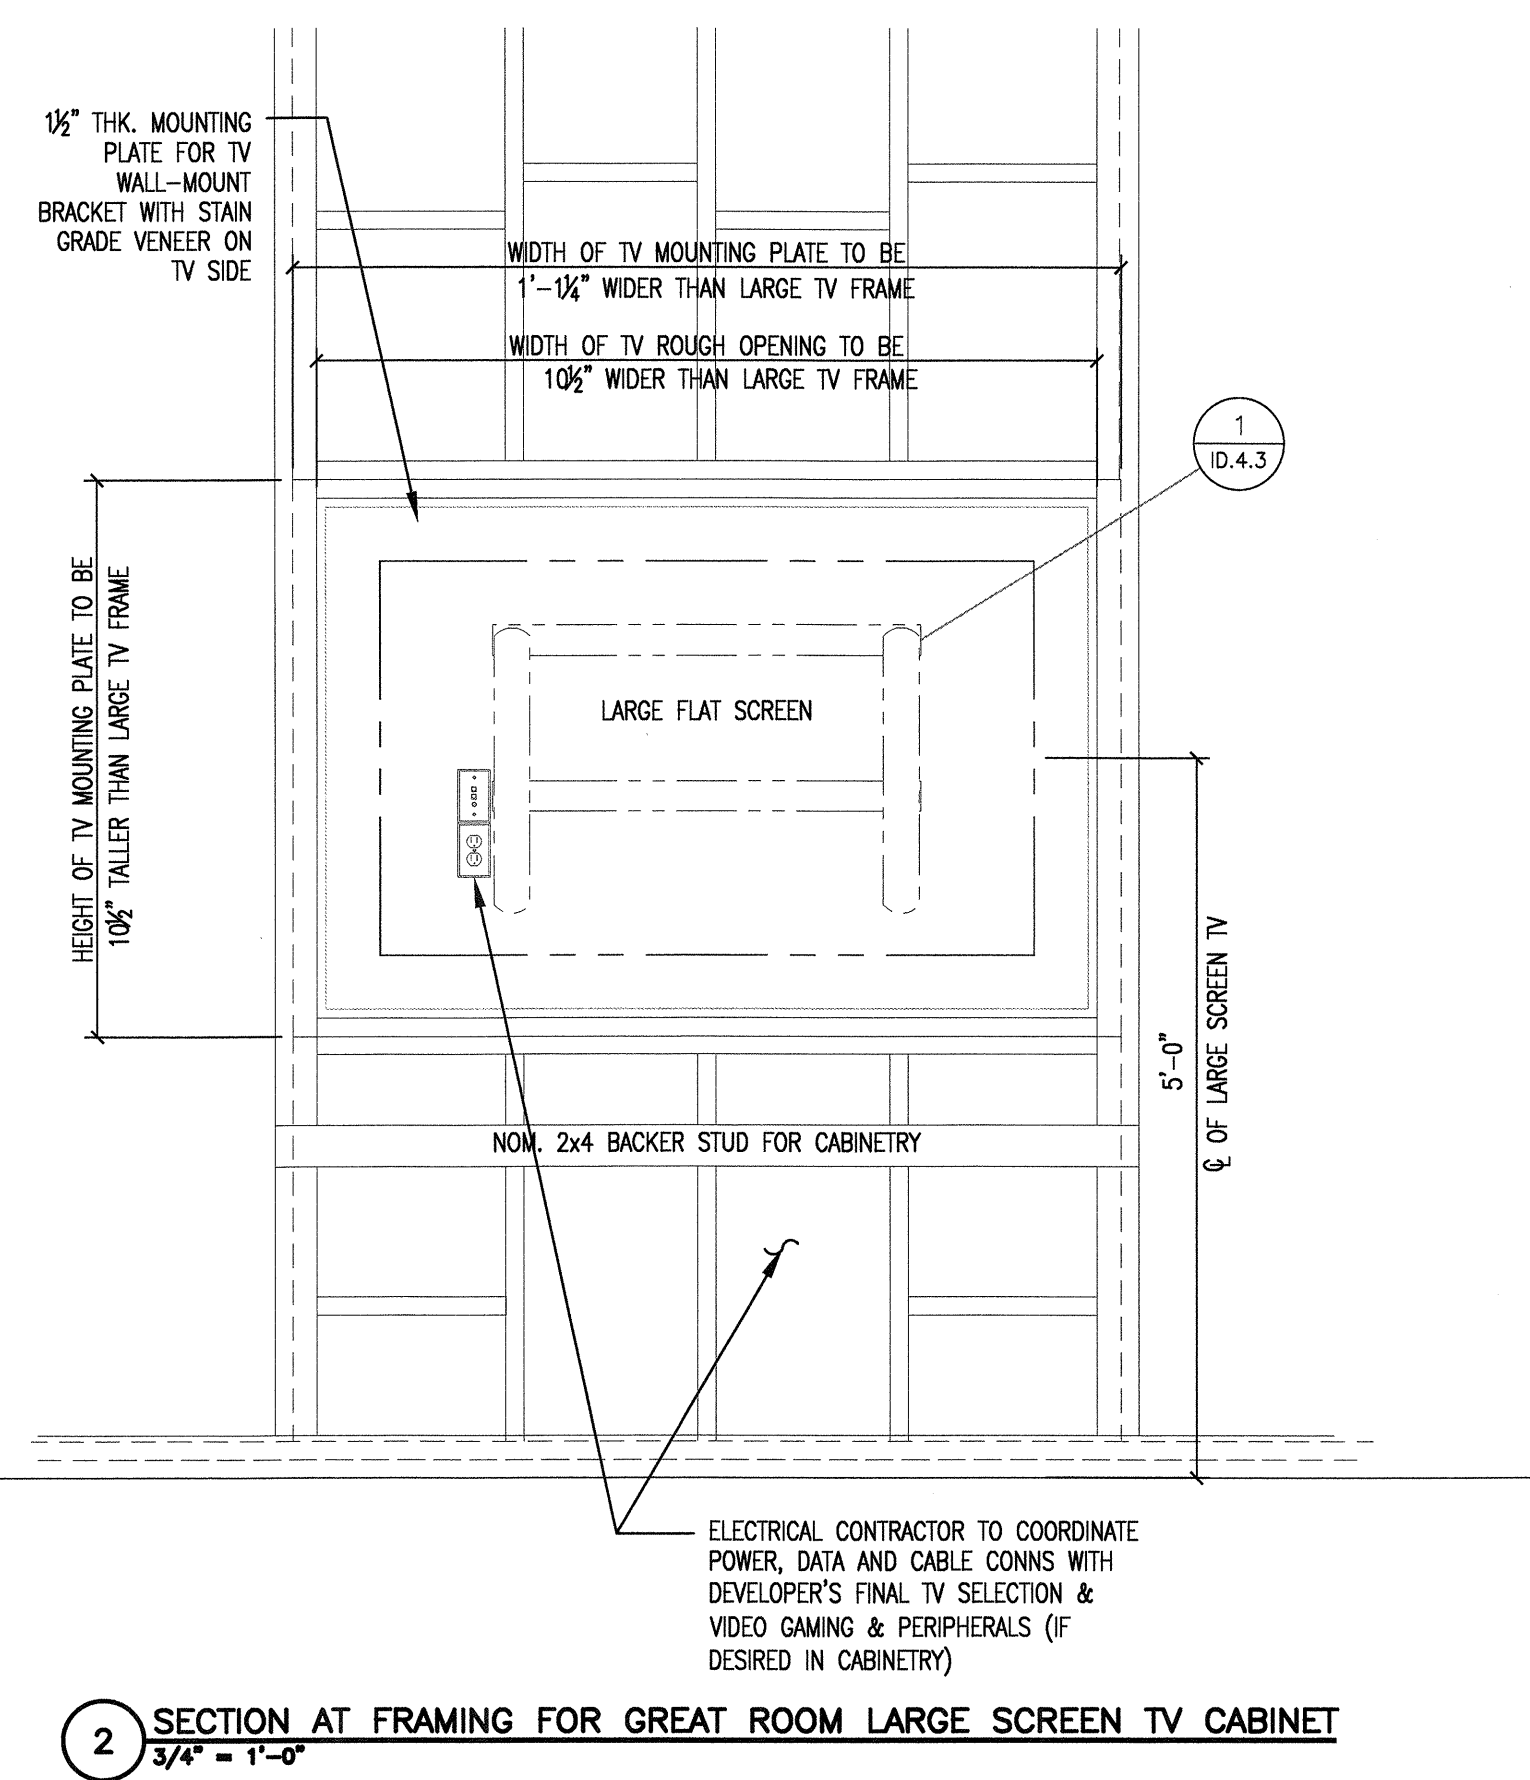 1½" THK. MOUNTING
PLATE FOR TV
WALL-MOUNT
BRACKET WITH STAIN
GRADE VENEER ON
TV SIDE
WIDTH OF TV MOUNTING PLATE TO BE
1'-1¼" WIDER THAN LARGE TV FRAME
WIDTH OF TV ROUGH OPENING TO BE
10½" WIDER THAN LARGE TV FRAME
1
ID.4.3
HEIGHT OF TV MOUNTING PLATE TO BE
10½" TALLER THAN LARGE TV FRAME
LARGE FLAT SCREEN
5'-0"
℄ OF LARGE SCREEN TV
NOM. 2x4 BACKER STUD FOR CABINETRY
ELECTRICAL CONTRACTOR TO COORDINATE
POWER, DATA AND CABLE CONNS WITH
DEVELOPER'S FINAL TV SELECTION &
VIDEO GAMING & PERIPHERALS (IF
DESIRED IN CABINETRY)
2
SECTION AT FRAMING FOR GREAT ROOM LARGE SCREEN TV CABINET
3/4" = 1'-0"